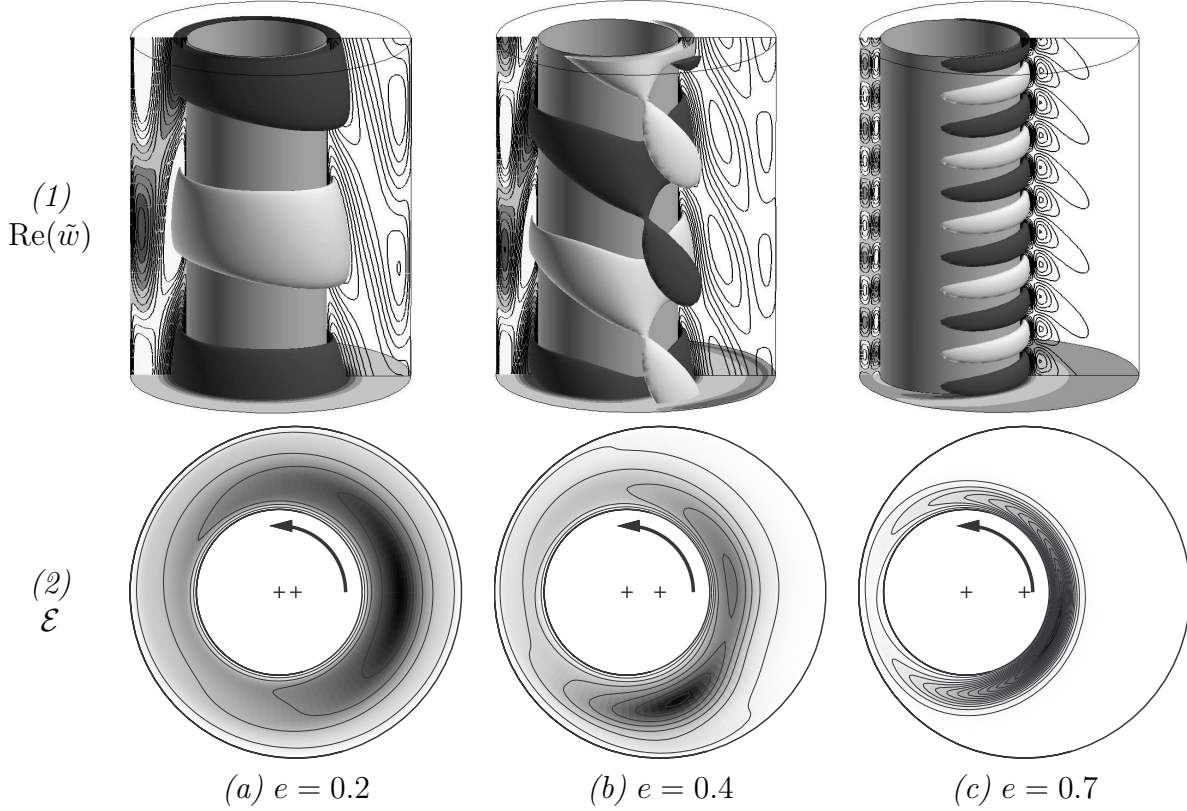 (1)
Re(w̃)
(2)
ℰ
(a) e = 0.2
(b) e = 0.4
(c) e = 0.7